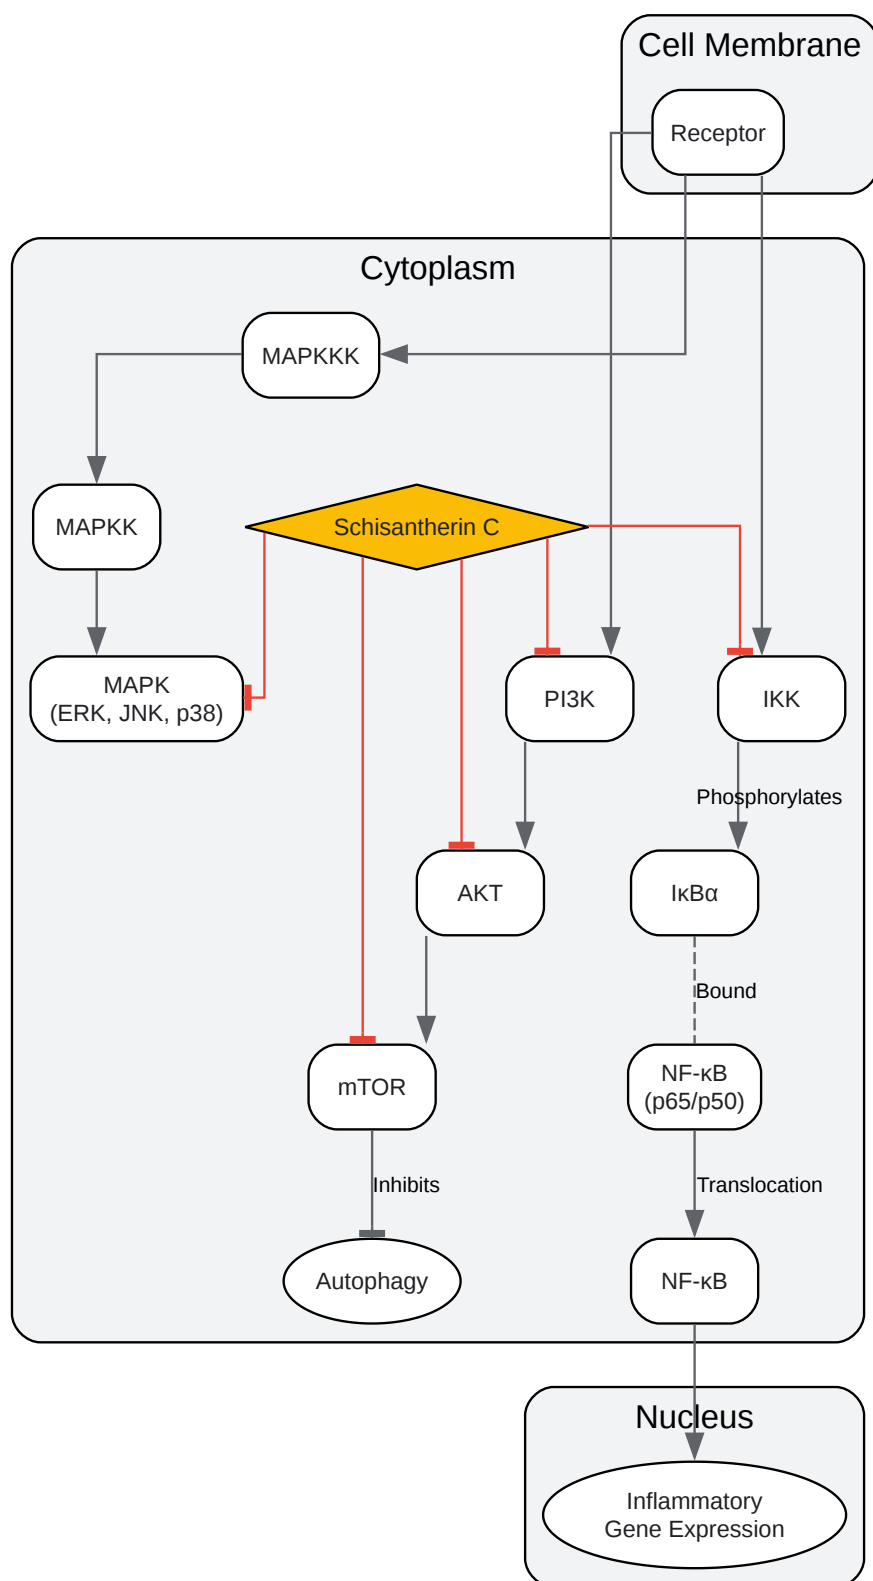 Cell Membrane
Receptor
Cytoplasm
MAPKKK
MAPKK
Schisantherin C
MAPK
(ERK, JNK, p38)
PI3K
IKK
Phosphorylates
AKT
IκBα
Bound
mTOR
NF-κB
(p65/p50)
Inhibits
Translocation
Autophagy
NF-κB
Nucleus
Inflammatory
Gene Expression